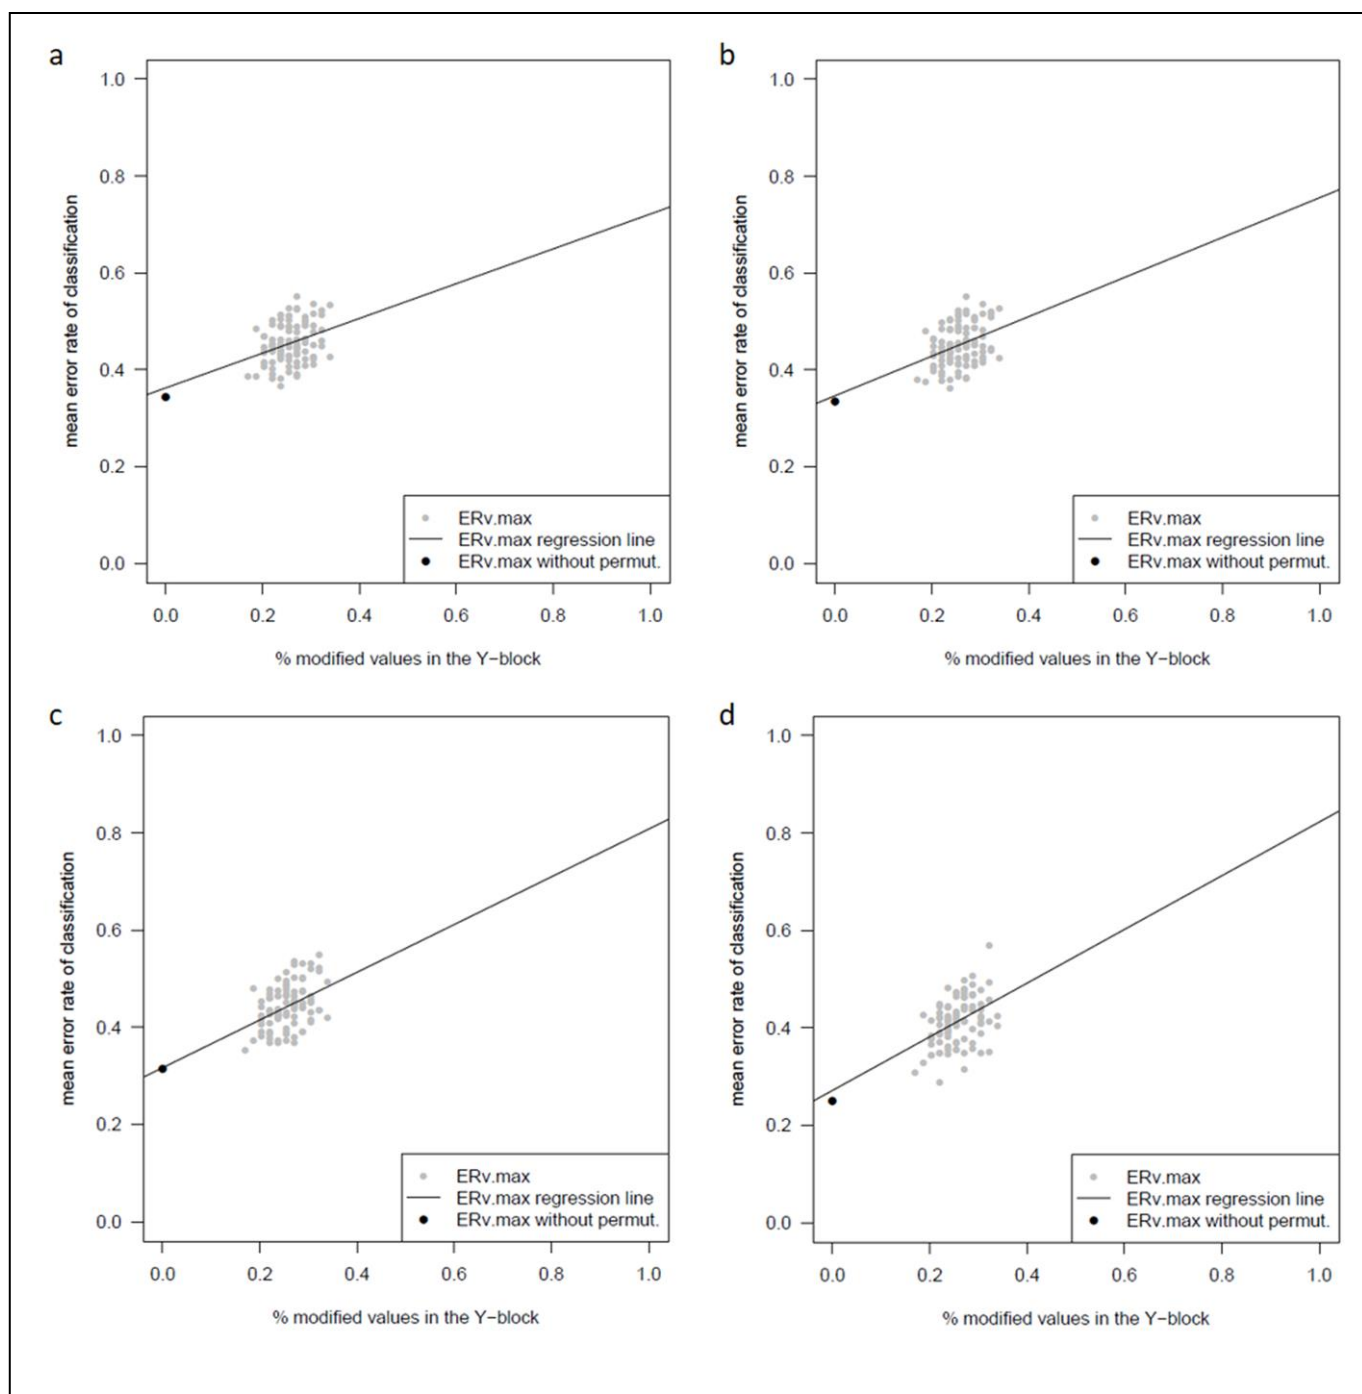 a
1.0
0.8
0.6
0.4
0.2
0.0
mean error rate of classification
ERv.max
ERv.max regression line
ERv.max without permut.
0.0 0.2 0.4 0.6 0.8 1.0
% modified values in the Y−block
b
1.0
0.8
0.6
0.4
0.2
0.0
mean error rate of classification
ERv.max
ERv.max regression line
ERv.max without permut.
0.0 0.2 0.4 0.6 0.8 1.0
% modified values in the Y−block
c
1.0
0.8
0.6
0.4
0.2
0.0
mean error rate of classification
ERv.max
ERv.max regression line
ERv.max without permut.
0.0 0.2 0.4 0.6 0.8 1.0
% modified values in the Y−block
d
1.0
0.8
0.6
0.4
0.2
0.0
mean error rate of classification
ERv.max
ERv.max regression line
ERv.max without permut.
0.0 0.2 0.4 0.6 0.8 1.0
% modified values in the Y−block